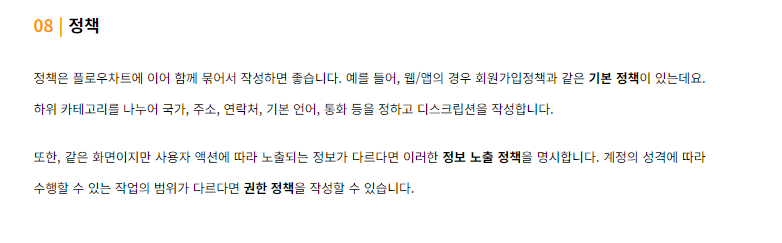 08 | 정책
정책은 플로우차트에 이어 함께 묶어서 작성하면 좋습니다. 예를 들어, 웹/앱의 경우 회원가입정책과 같은 기본 정책이 있는데요.
하위 카테고리를 나누어 국가, 주소, 연락처, 기본 언어, 통화 등을 정하고 디스크립션을 작성합니다.
또한, 같은 화면이지만 사용자 액션에 따라 노출되는 정보가 다르다면 이러한 정보 노출 정책을 명시합니다. 계정의 성격에 따라
수행할 수 있는 작업의 범위가 다르다면 권한 정책을 작성할 수 있습니다.